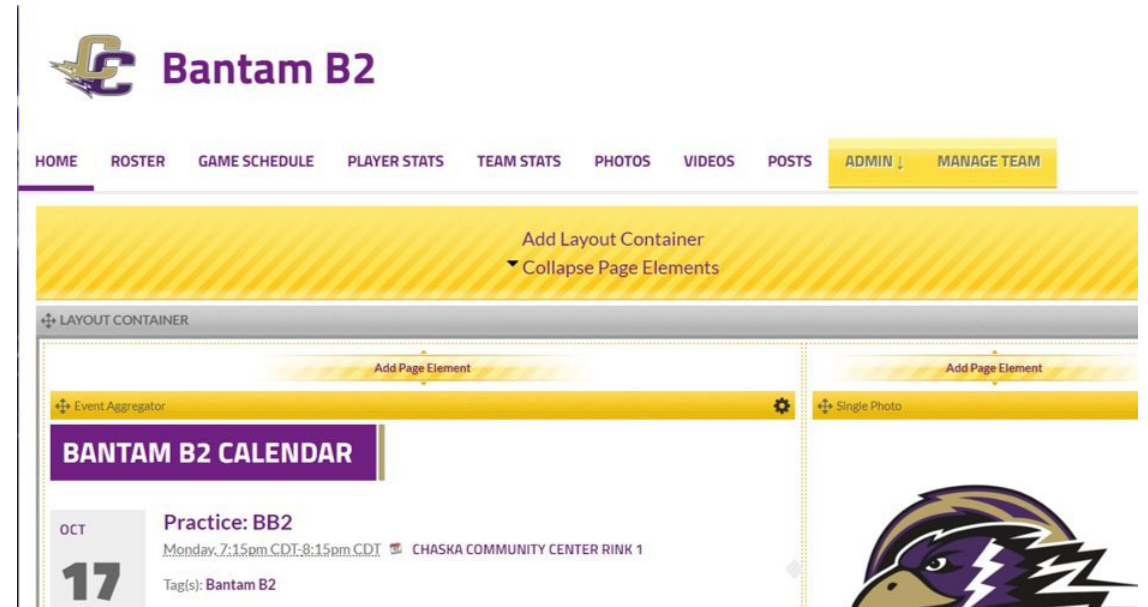 CC
Bantam B2
HOME ROSTER GAME SCHEDULE PLAYER STATS TEAM STATS PHOTOS VIDEOS POSTS ADMIN ↓ MANAGE TEAM
Add Layout Container
Collapse Page Elements
LAYOUT CONTAINER
Add Page Element
Event Aggregator
BANTAM B2 CALENDAR
OCT
17
Practice: BB2
Monday, 7:15pm CDT-8:15pm CDT CHASKA COMMUNITY CENTER RINK 1
Tag(s): Bantam B2
Add Page Element
Single Photo